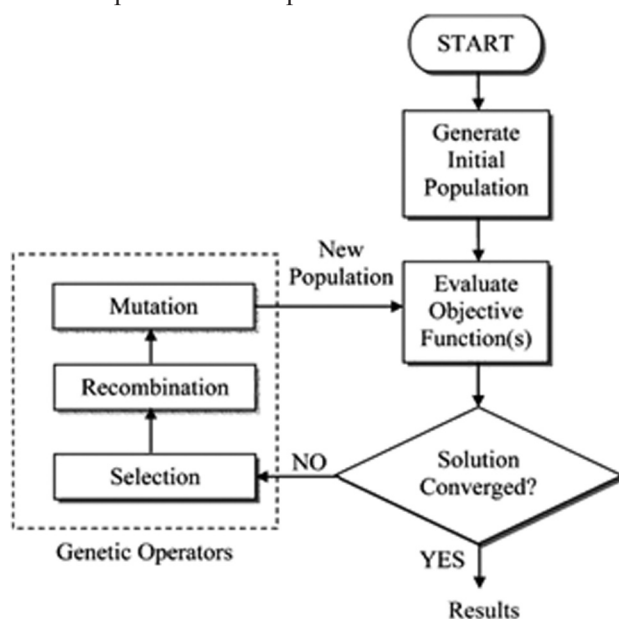 START
Generate
Initial
Population
New
Population
Evaluate
Objective
Function(s)
Mutation
Recombination
Selection
NO
Solution
Converged?
Genetic Operators
YES
Results